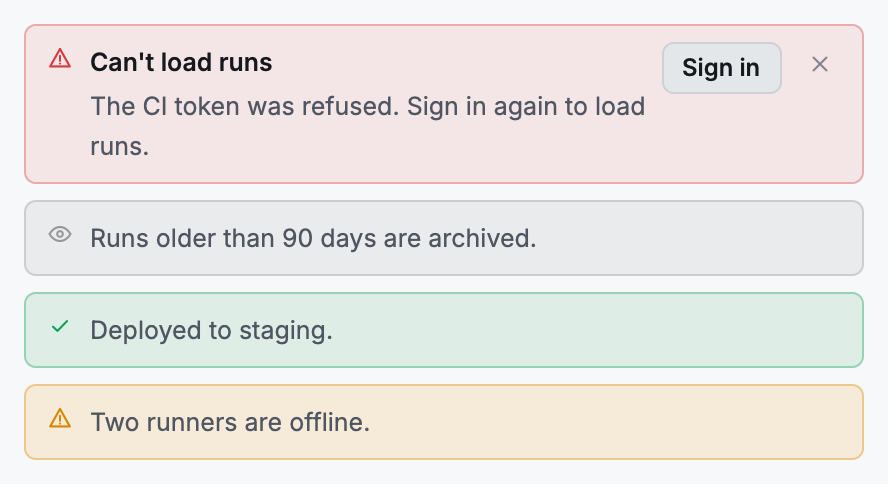 Can't load runs
Sign in
The CI token was refused. Sign in again to load
runs.
Runs older than 90 days are archived.
Deployed to staging.
Two runners are offline.